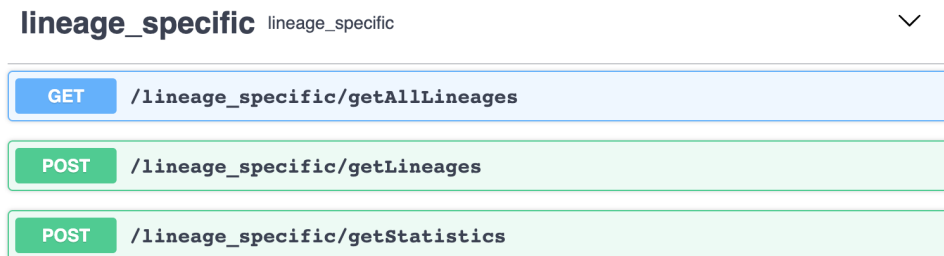 lineage_specific lineage_specific
GET /lineage_specific/getAllLineages
POST /lineage_specific/getLineages
POST /lineage_specific/getStatistics